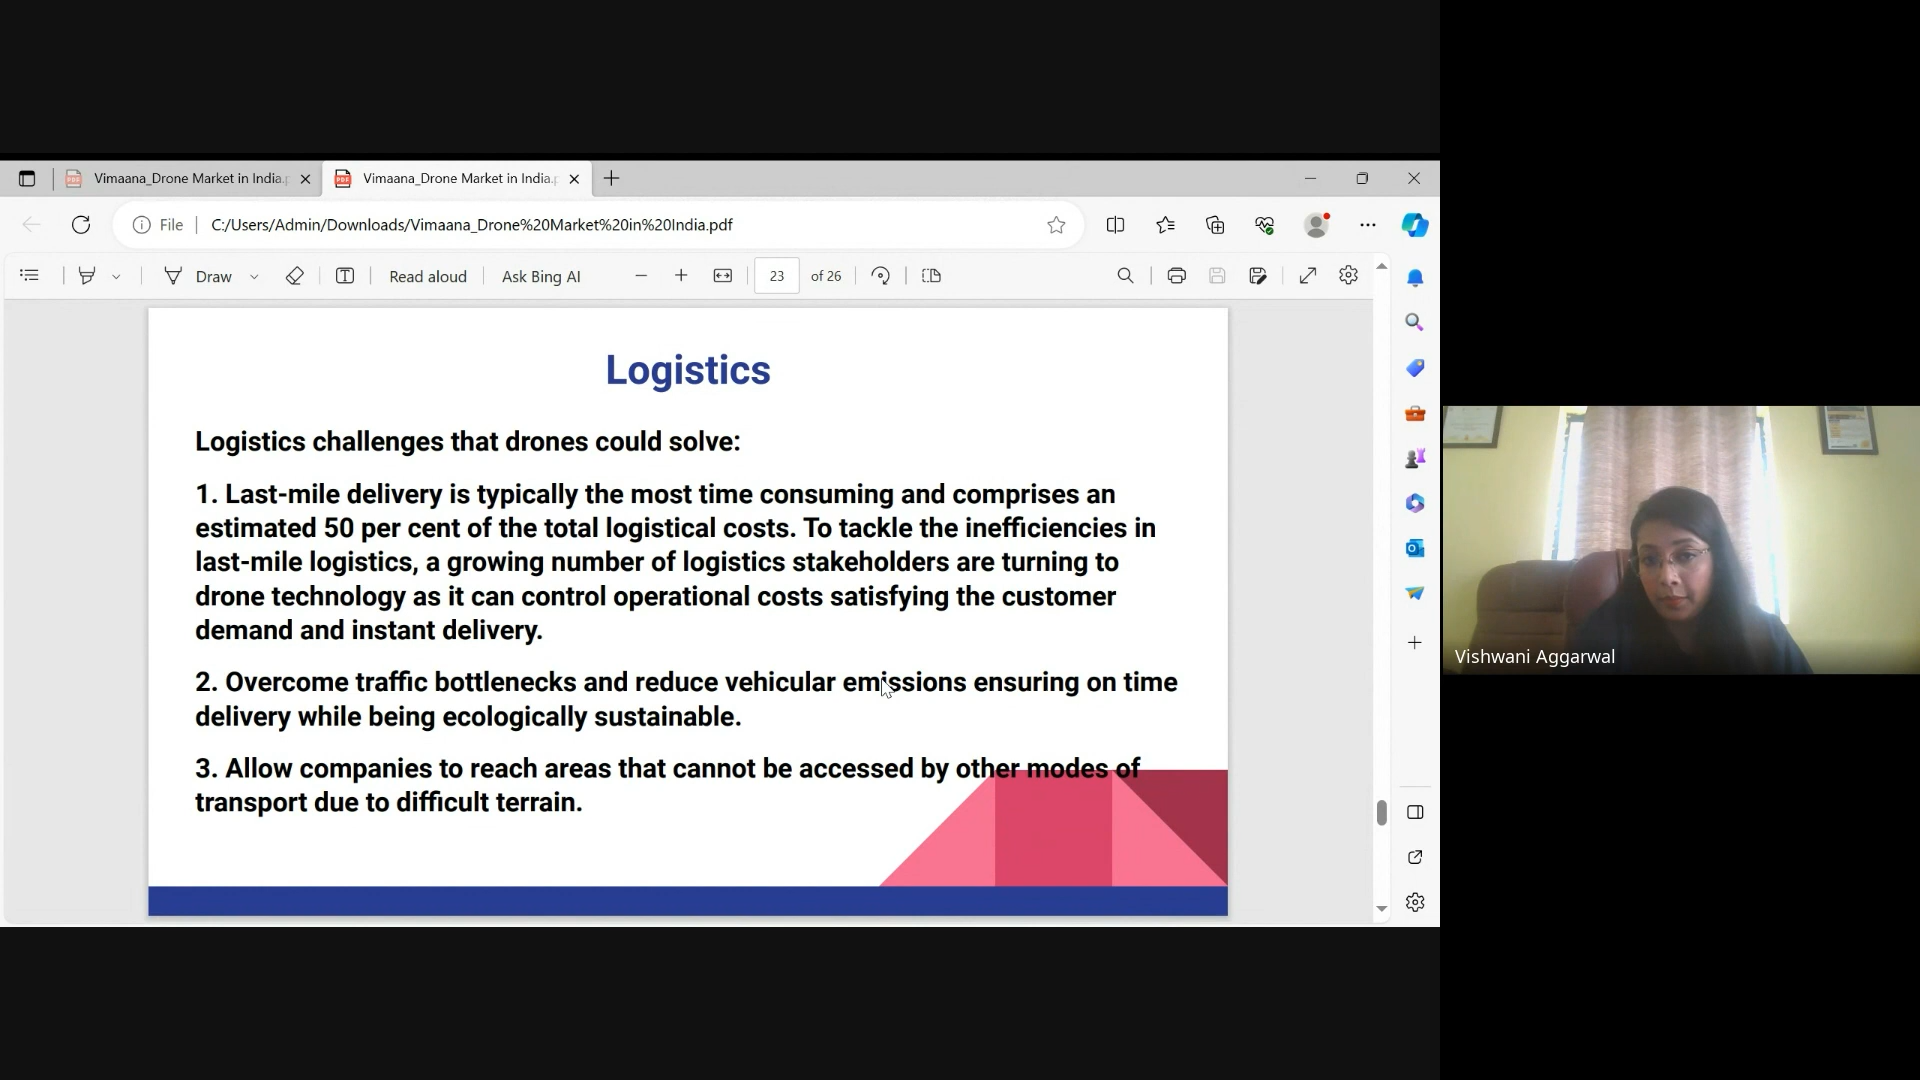 Vimaana_Drone Market in India.p
Vimaana_Drone Market in India.p
File
C:/Users/Admin/Downloads/Vimaana_Drone%20Market%20in%20India.pdf
Draw
Read aloud
Ask Bing AI
23
of 26
Logistics
Logistics challenges that drones could solve:
1. Last-mile delivery is typically the most time consuming and comprises an
estimated 50 per cent of the total logistical costs. To tackle the inefficiencies in
last-mile logistics, a growing number of logistics stakeholders are turning to
drone technology as it can control operational costs satisfying the customer
demand and instant delivery.
2. Overcome traffic bottlenecks and reduce vehicular emissions ensuring on time
delivery while being ecologically sustainable.
3. Allow companies to reach areas that cannot be accessed by other modes of
transport due to difficult terrain.
Vishwani Aggarwal